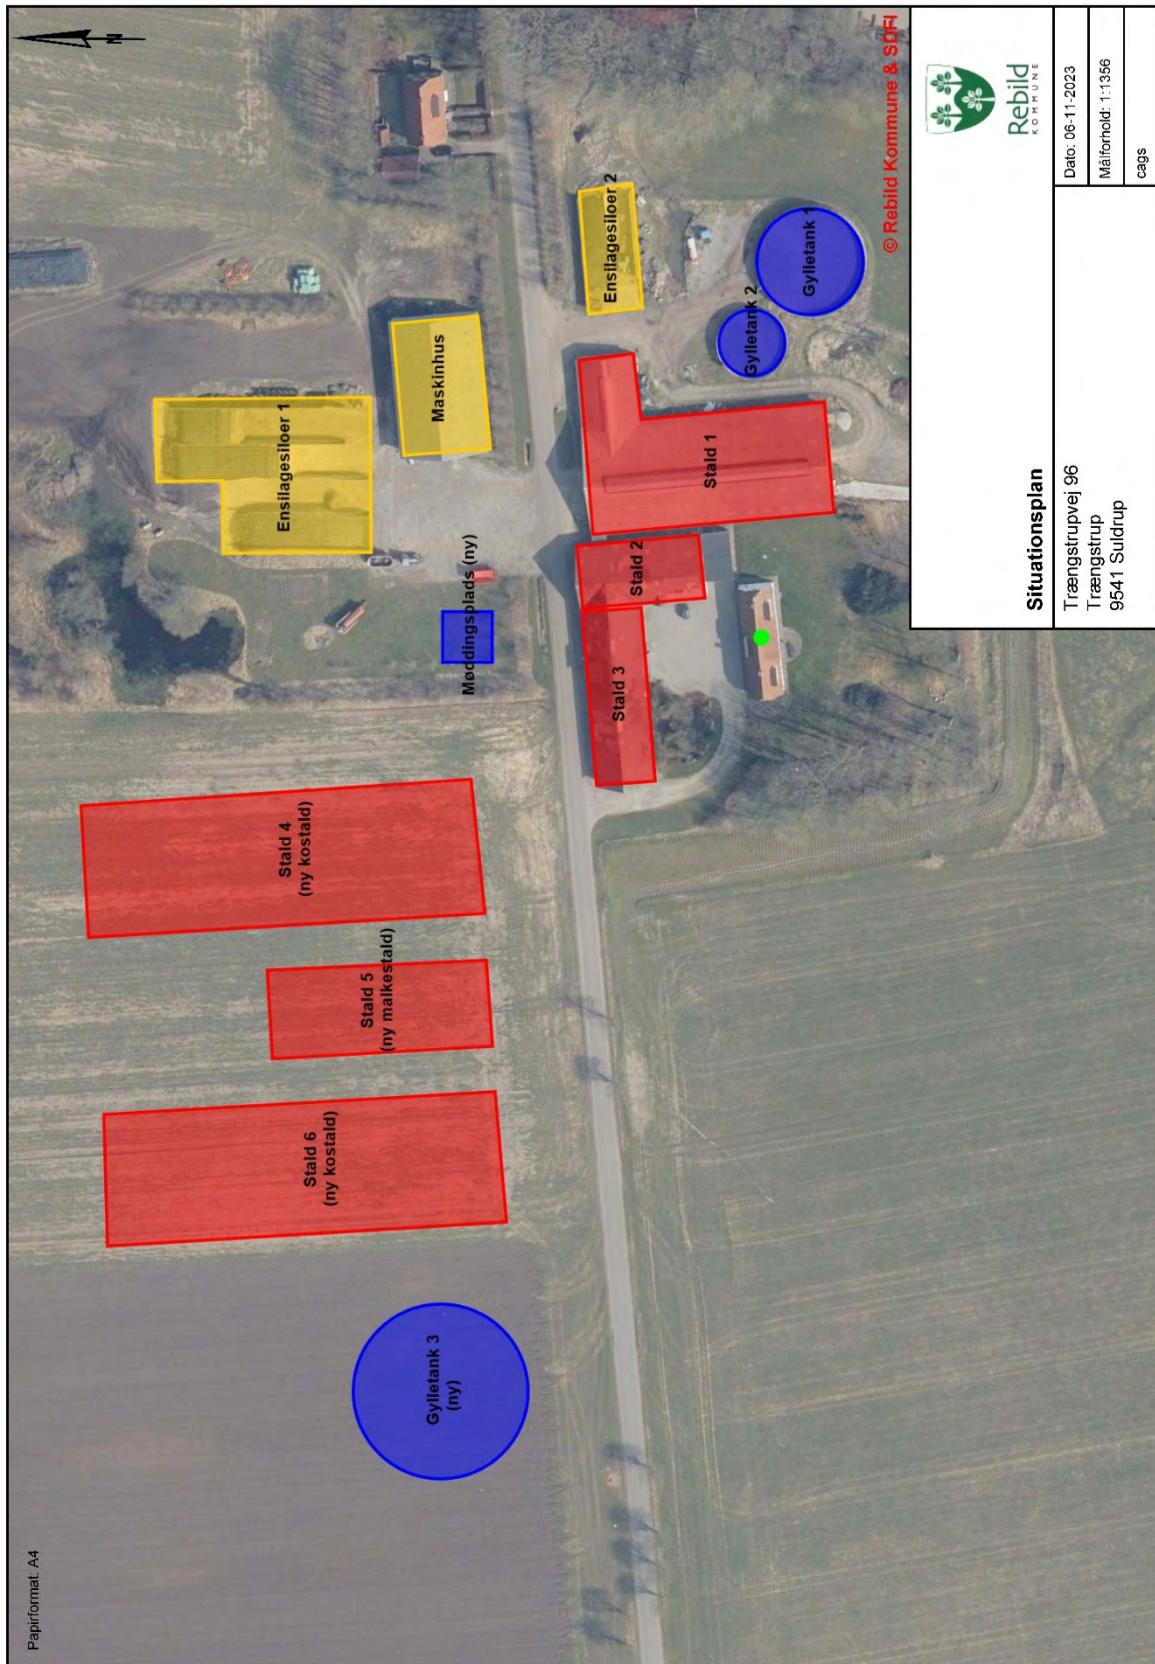 Papirformat: A4
N
Gylletank 3
(ny)
Stald 6
(ny kostald)
Stald 5
(ny malkestald)
Stald 4
(ny kostald)
Møddingsplads (ny)
Ensilagesiloer 1
Maskinhus
Stald 3
Stald 2
Stald 1
Ensilagesiloer 2
Gylletank 2
Gylletank 1
© Rebild Kommune & SDFI
Situationsplan
Trængstrupvej 96
Trængstrup
9541 Suldrup
Rebild
KOMMUNE
Dato: 06-11-2023
Målforhold: 1:1356
cags